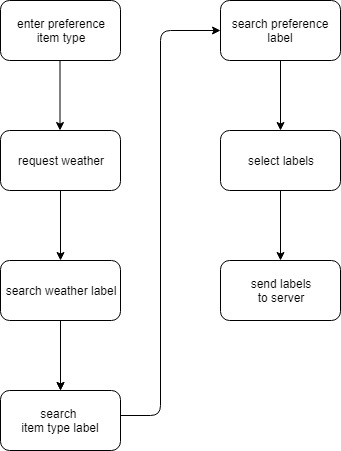 enter preference
item type
request weather
search weather label
search
item type label
search preference
label
select labels
send labels
to server